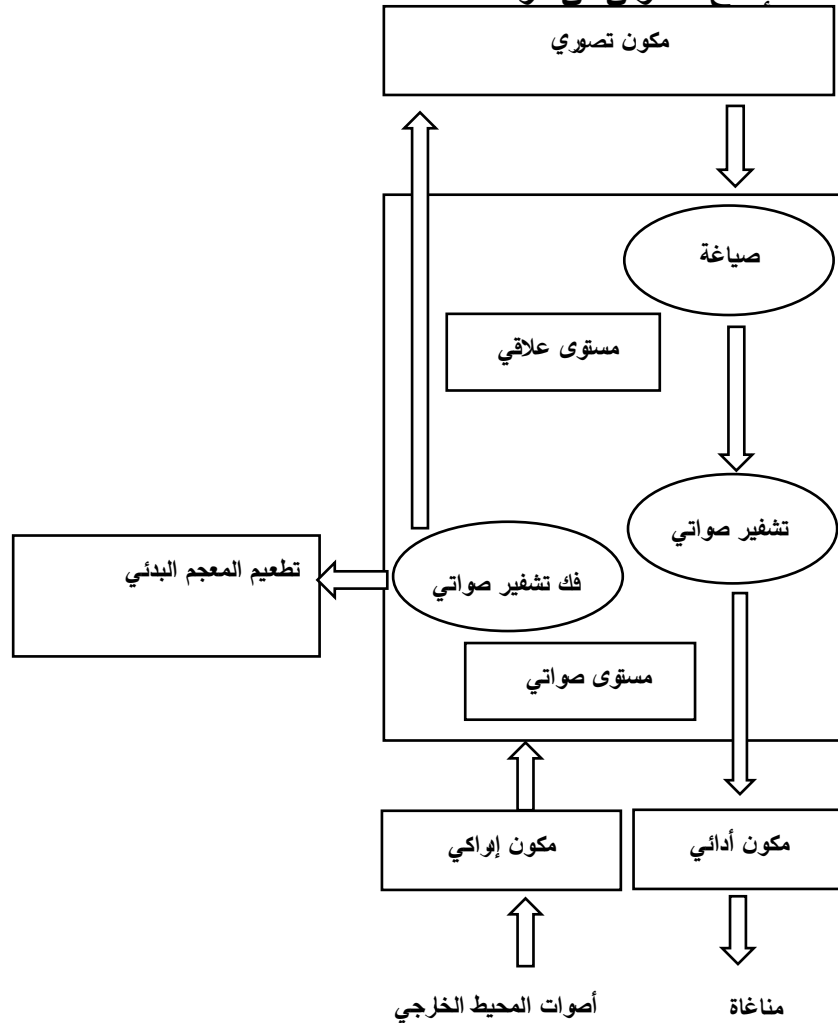 مكون تصوري
صياغة
مستوى علاقي
تشفير صواتي
فك تشفير صواتي
تطعيم المعجم البدئي
مستوى صواتي
مكون أدائي
مكون إدراكي
مناغاة
أصوات المحيط الخارجي